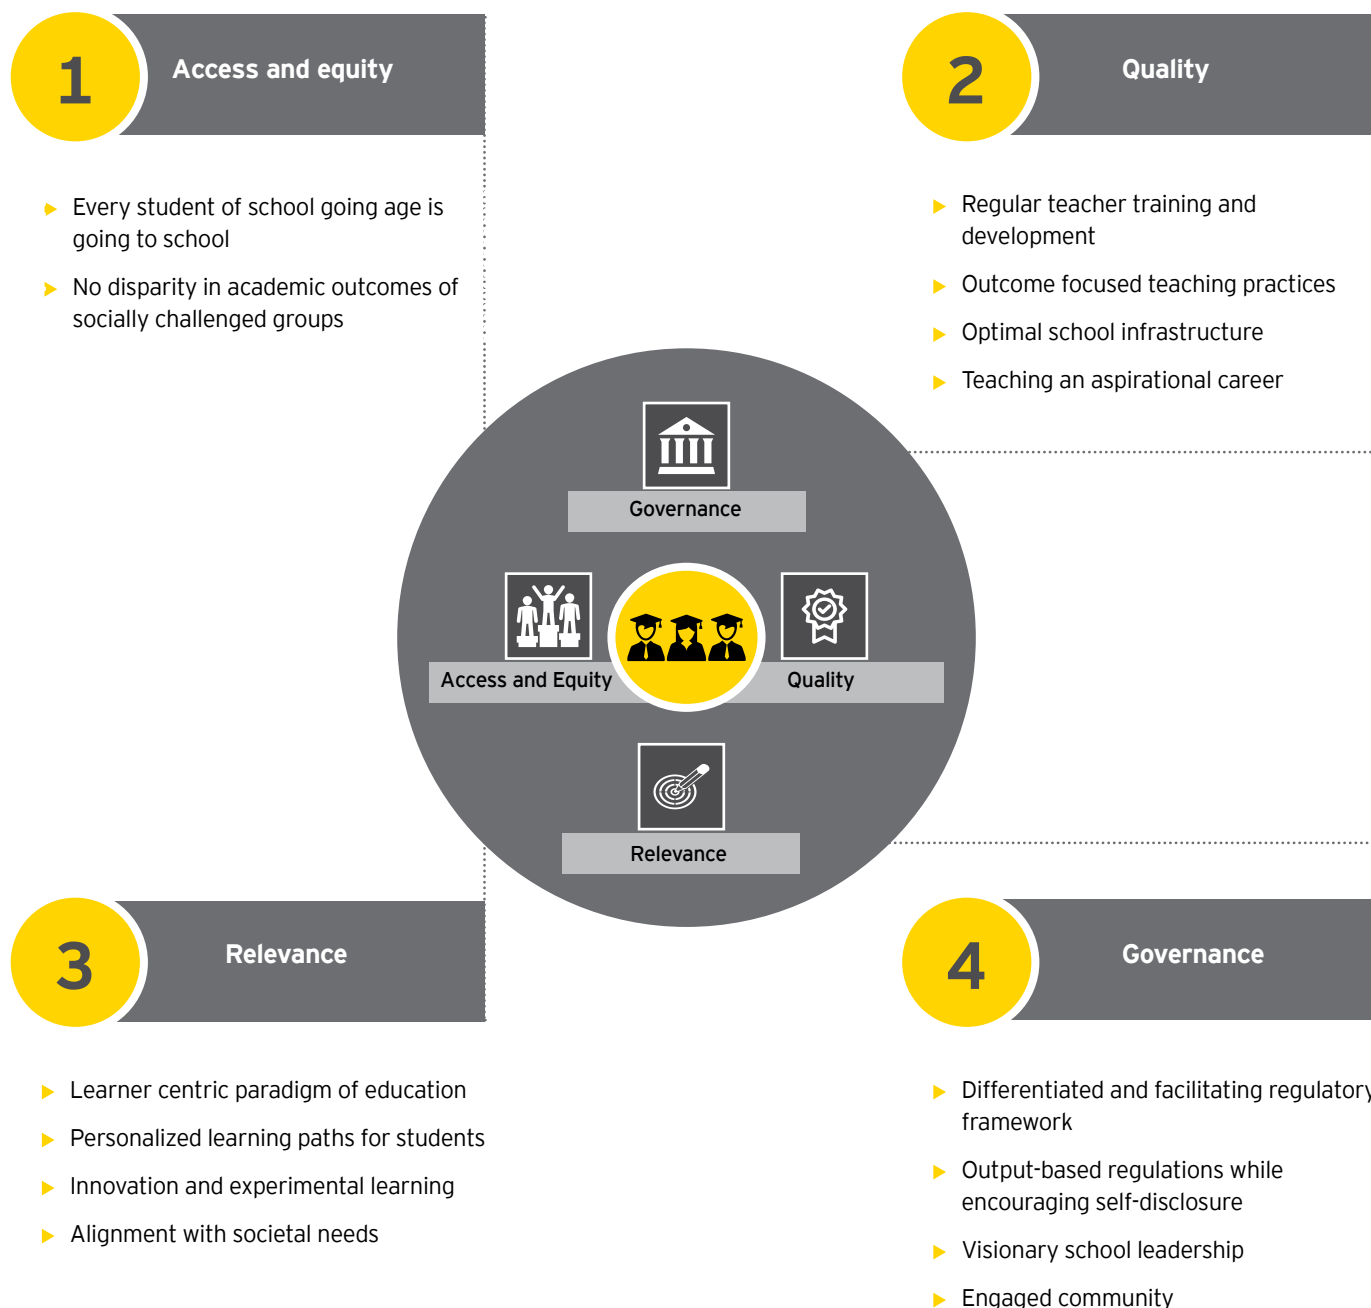 1
Access and equity
Every student of school going age is
going to school
No disparity in academic outcomes of
socially challenged groups
2
Quality
Regular teacher training and
development
Outcome focused teaching practices
Optimal school infrastructure
Teaching an aspirational career
Governance
Access and Equity
Quality
Relevance
3
Relevance
Learner centric paradigm of education
Personalized learning paths for students
Innovation and experimental learning
Alignment with societal needs
4
Governance
Differentiated and facilitating regulatory
framework
Output-based regulations while
encouraging self-disclosure
Visionary school leadership
Engaged community